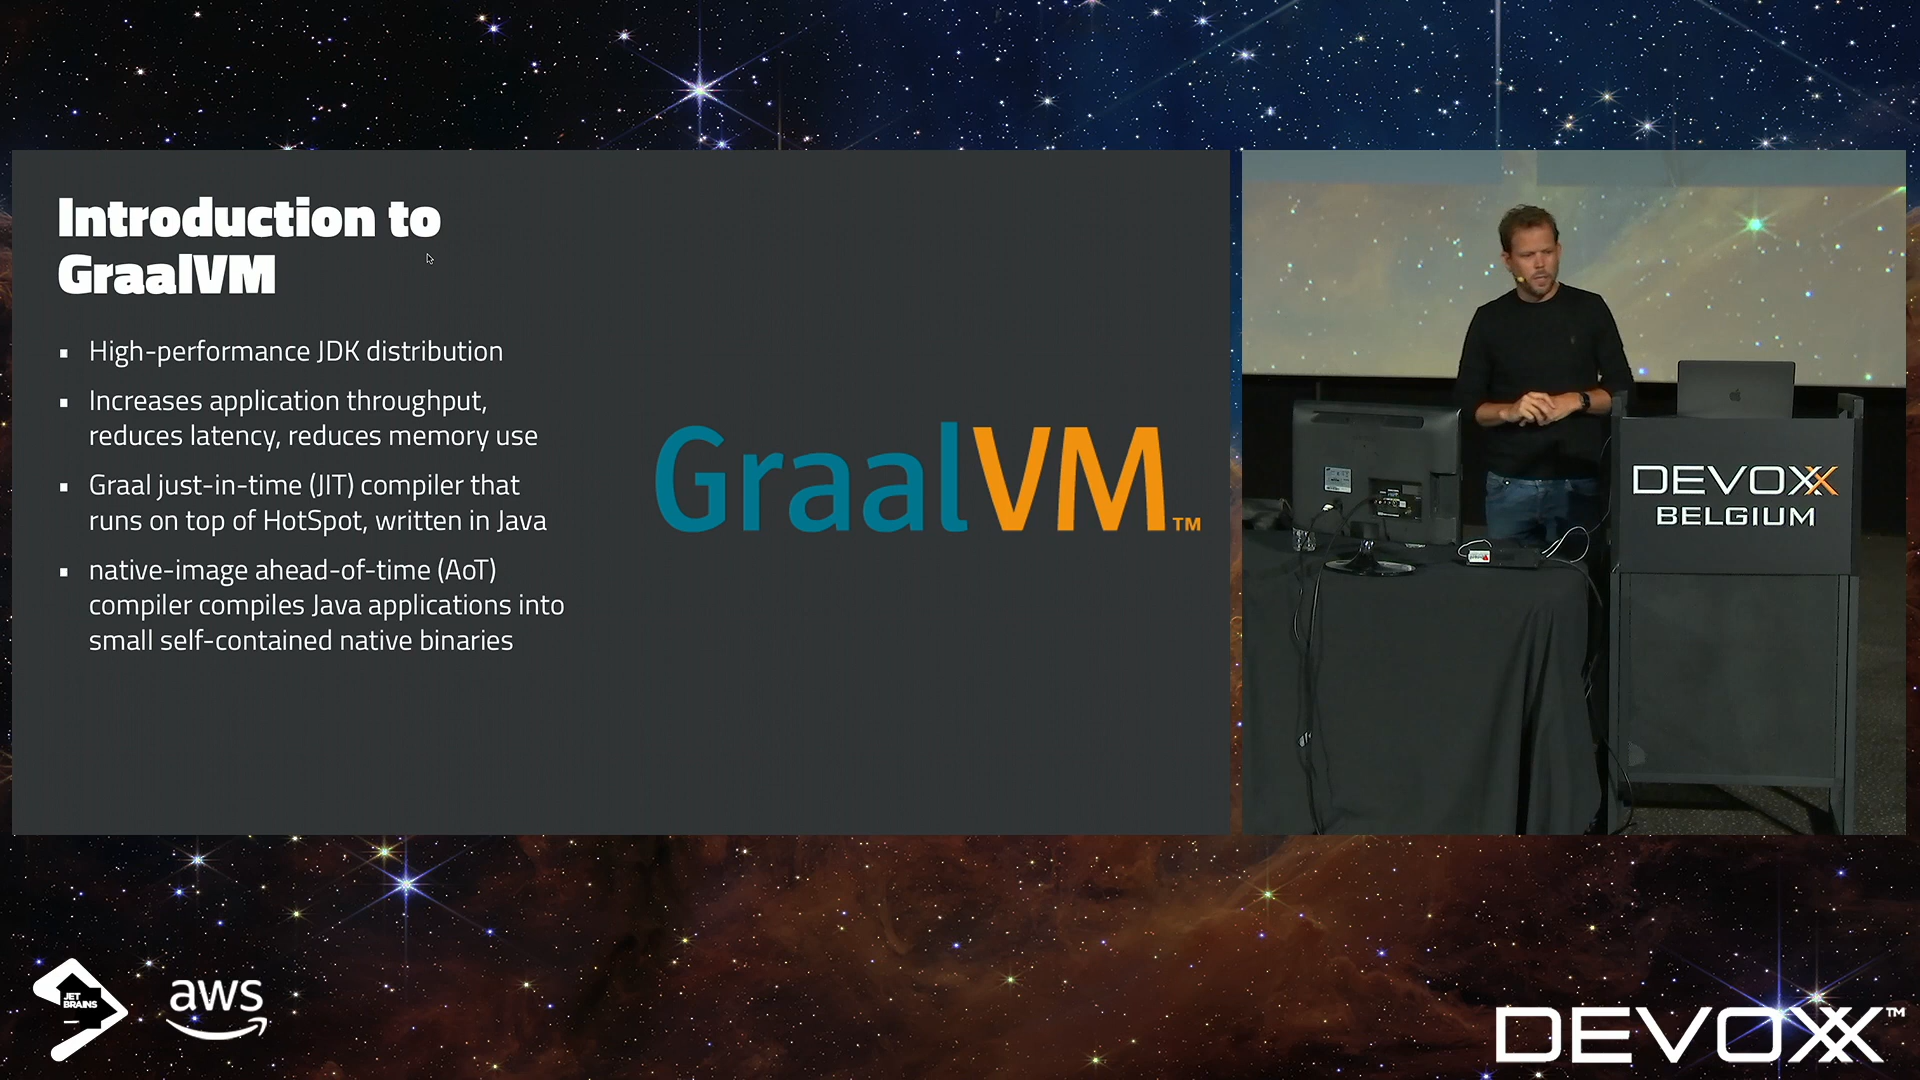 Introduction to
GraalVM
▪ High-performance JDK distribution
▪ Increases application throughput,
reduces latency, reduces memory use
▪ Graal just-in-time (JIT) compiler that
runs on top of HotSpot, written in Java
▪ native-image ahead-of-time (AoT)
compiler compiles Java applications into
small self-contained native binaries
GraalVM™
DEVOXX
BELGIUM
JET
BRAINS
aws
DEVOXX™